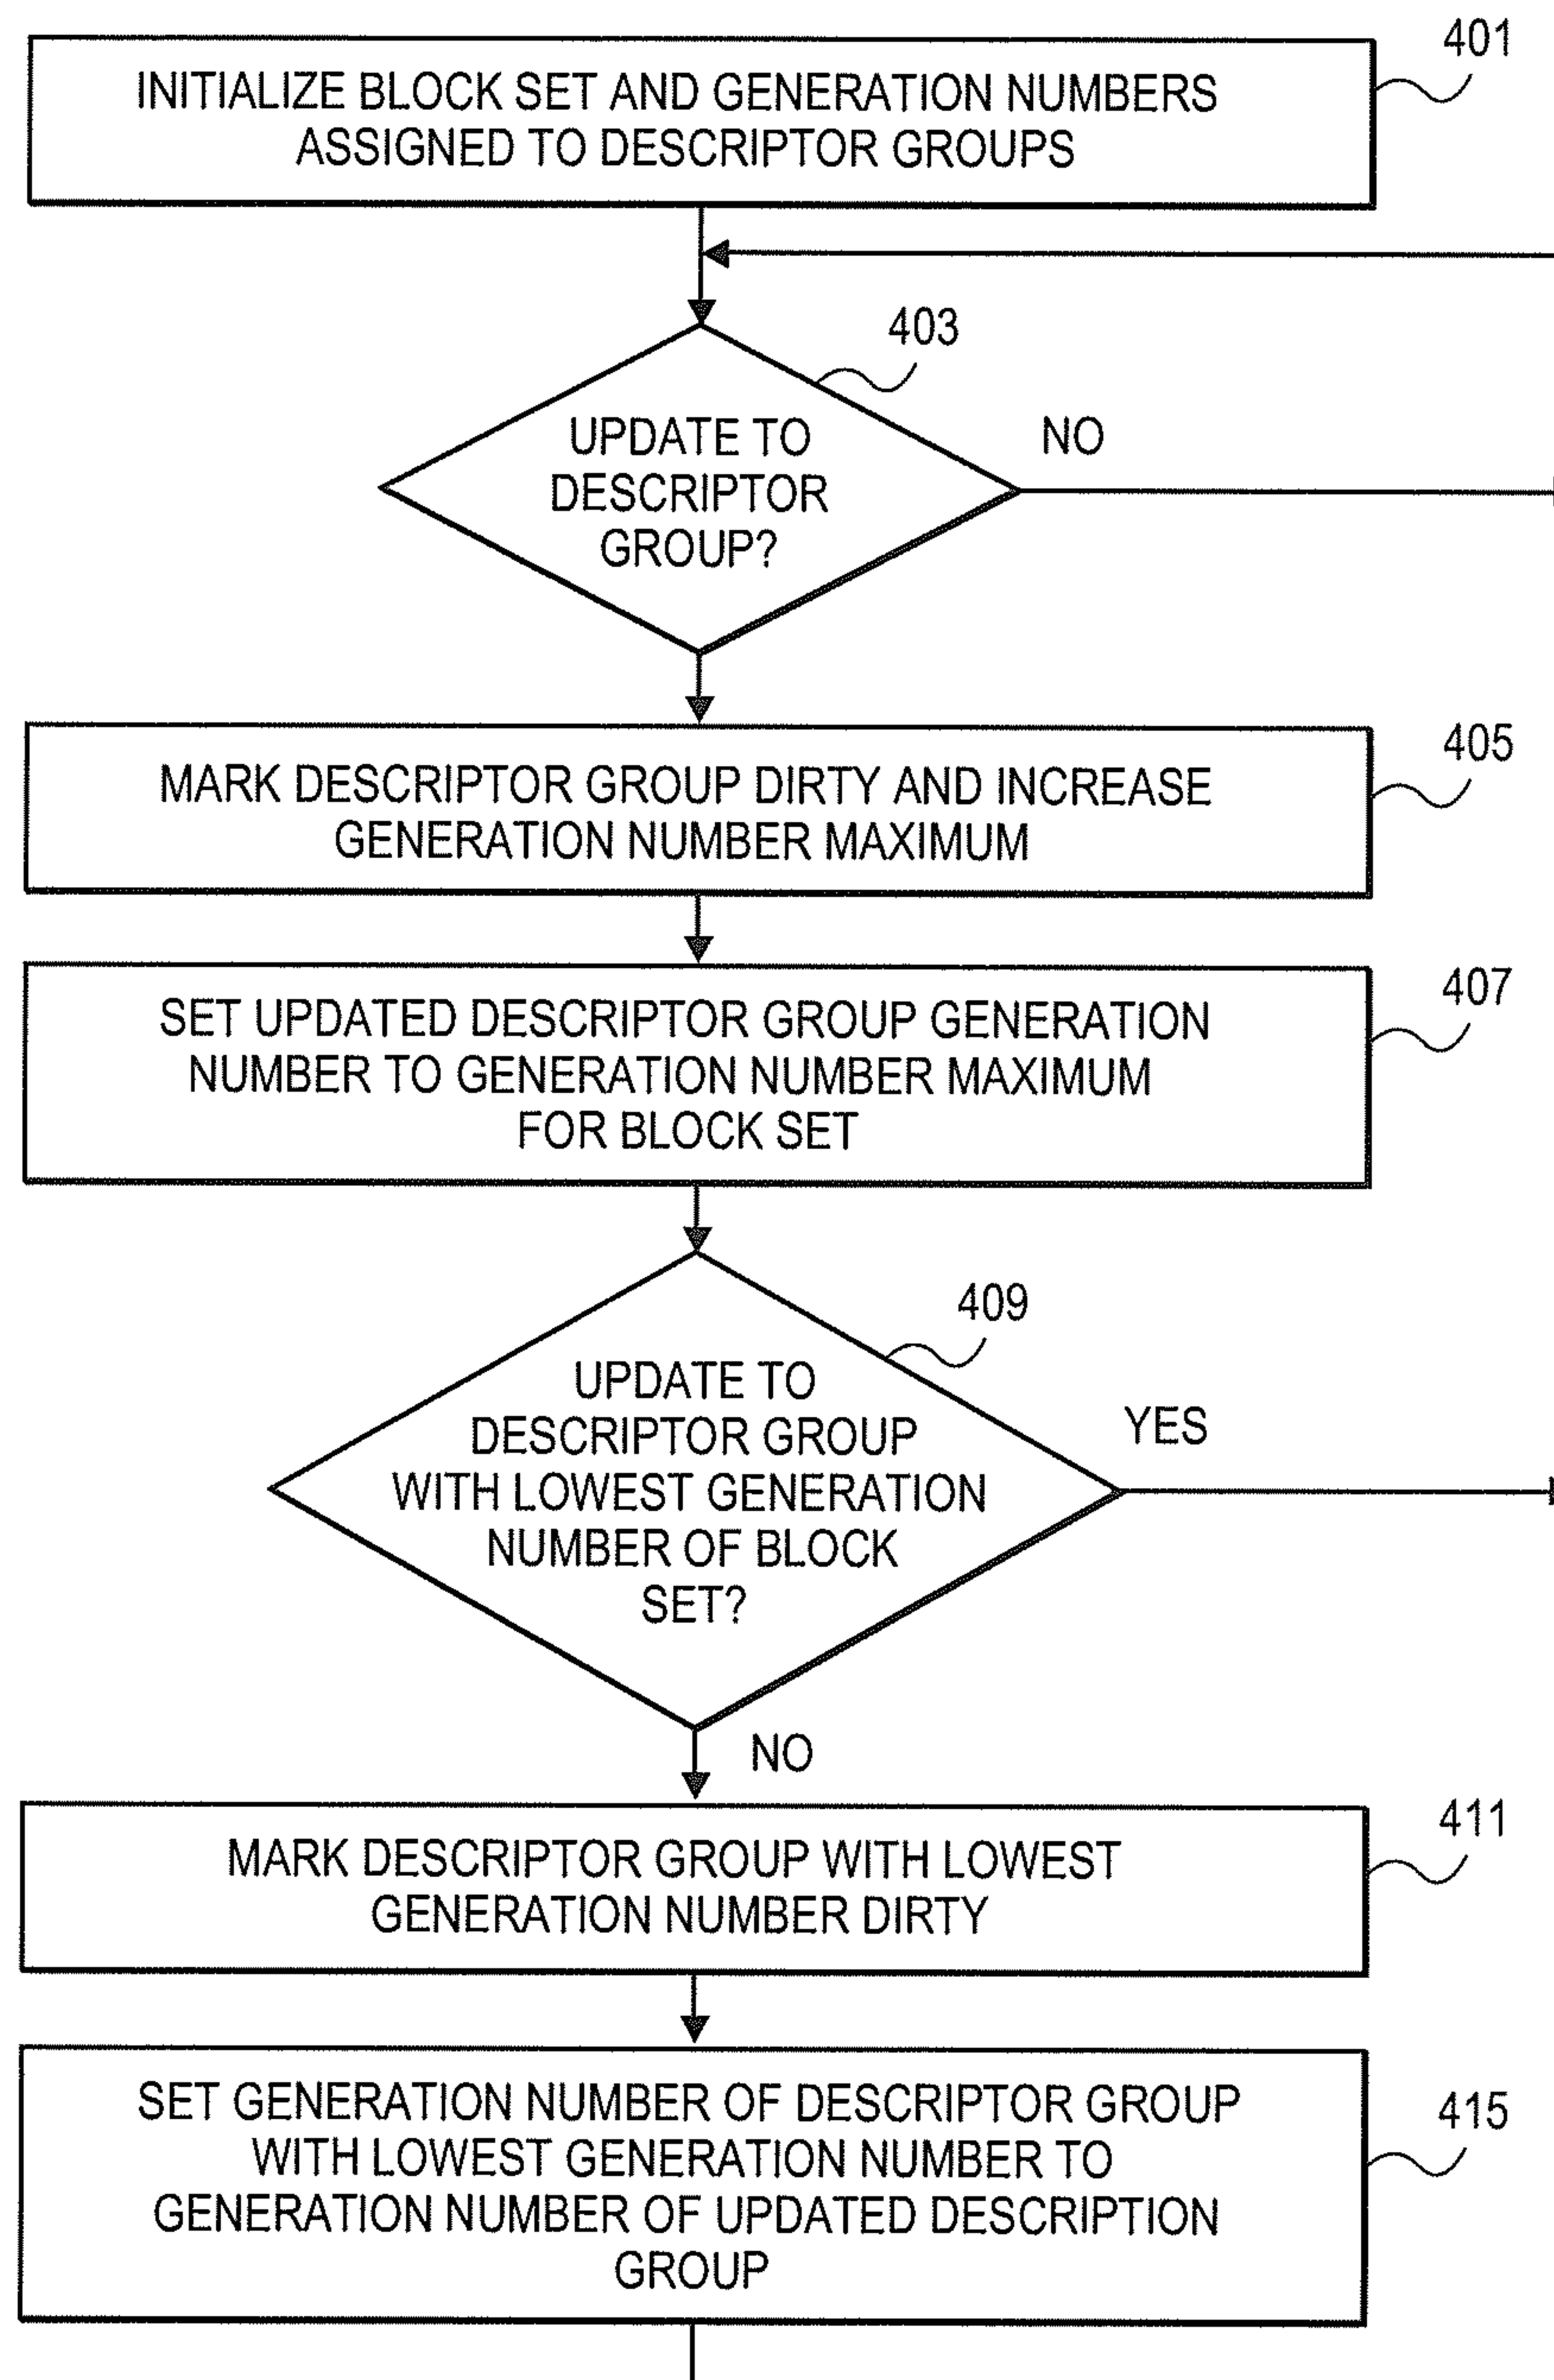 401
INITIALIZE BLOCK SET AND GENERATION NUMBERS
ASSIGNED TO DESCRIPTOR GROUPS
403
UPDATE TO
DESCRIPTOR
GROUP?
NO
405
MARK DESCRIPTOR GROUP DIRTY AND INCREASE
GENERATION NUMBER MAXIMUM
407
SET UPDATED DESCRIPTOR GROUP GENERATION
NUMBER TO GENERATION NUMBER MAXIMUM
FOR BLOCK SET
409
UPDATE TO
DESCRIPTOR GROUP
WITH LOWEST GENERATION
NUMBER OF BLOCK
SET?
YES
NO
411
MARK DESCRIPTOR GROUP WITH LOWEST
GENERATION NUMBER DIRTY
415
SET GENERATION NUMBER OF DESCRIPTOR GROUP
WITH LOWEST GENERATION NUMBER TO
GENERATION NUMBER OF UPDATED DESCRIPTION
GROUP